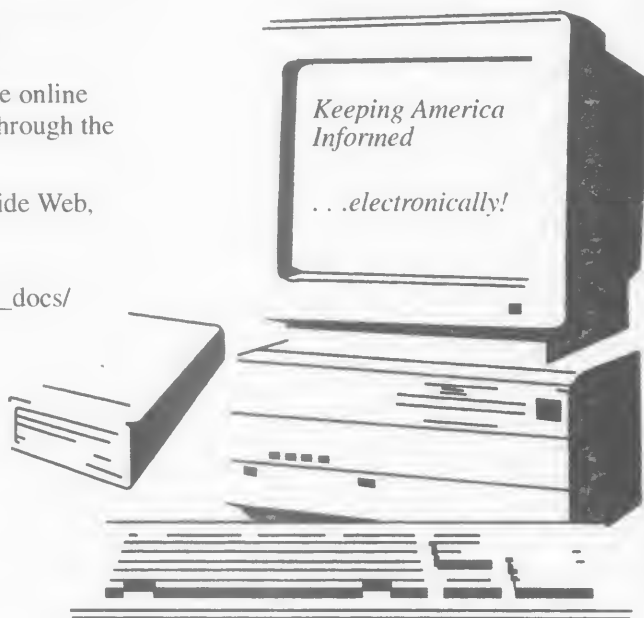 e online
hrough the
ide Web,
_docs/
Keeping America
Informed
. . .electronically!